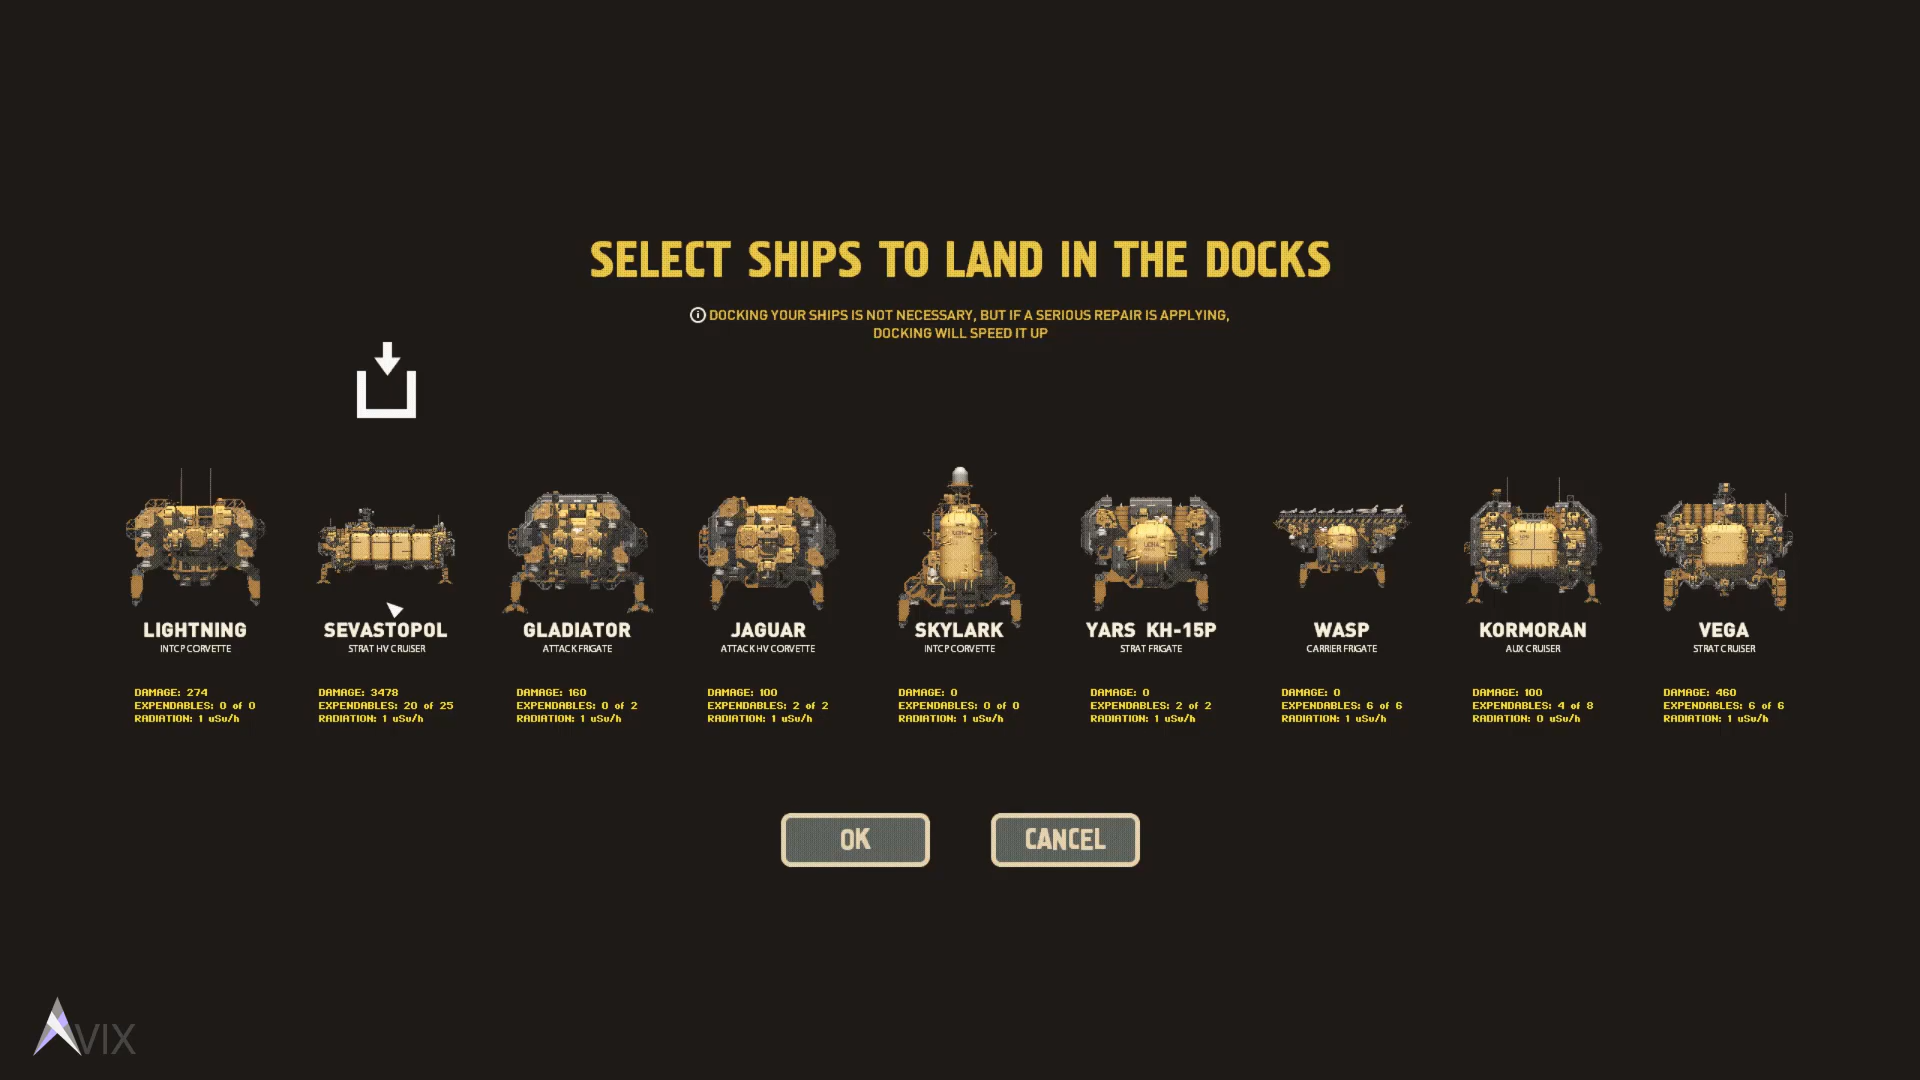 SELECT SHIPS TO LAND IN THE DOCKS
DOCKING YOUR SHIPS IS NOT NECESSARY, BUT IF A SERIOUS REPAIR IS APPLYING,
DOCKING WILL SPEED IT UP
LIGHTNING
INTCP CORVETTE
DAMAGE: 274
EXPENDABLES: 0 of 0
RADIATION: 1 uSv/h
SEVASTOPOL
STRAT HV CRUISER
DAMAGE: 3478
EXPENDABLES: 20 of 25
RADIATION: 1 uSv/h
GLADIATOR
ATTACK FRIGATE
DAMAGE: 160
EXPENDABLES: 0 of 2
RADIATION: 1 uSv/h
JAGUAR
ATTACK HV CORVETTE
DAMAGE: 100
EXPENDABLES: 2 of 2
RADIATION: 1 uSv/h
SKYLARK
INTCP CORVETTE
DAMAGE: 0
EXPENDABLES: 0 of 0
RADIATION: 1 uSv/h
YARS KH-15P
STRAT FRIGATE
DAMAGE: 0
EXPENDABLES: 2 of 2
RADIATION: 1 uSv/h
WASP
CARRIER FRIGATE
DAMAGE: 0
EXPENDABLES: 6 of 6
RADIATION: 1 uSv/h
KORMORAN
AUX CRUISER
DAMAGE: 100
EXPENDABLES: 4 of 8
RADIATION: 0 uSv/h
VEGA
STRAT CRUISER
DAMAGE: 460
EXPENDABLES: 6 of 6
RADIATION: 1 uSv/h
OK
CANCEL
AVIX